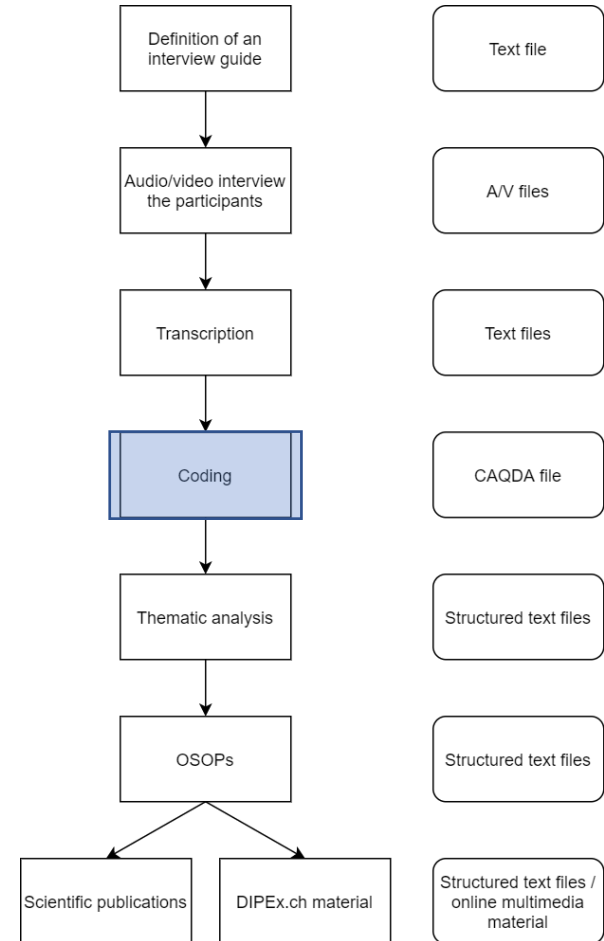 Definition of an
interview guide
Text file
Audio/video interview
the participants
A/V files
Transcription
Text files
Coding
CAQDA file
Thematic analysis
Structured text files
OSOPs
Structured text files
Scientific publications
DIPEx.ch material
Structured text files /
online multimedia
material